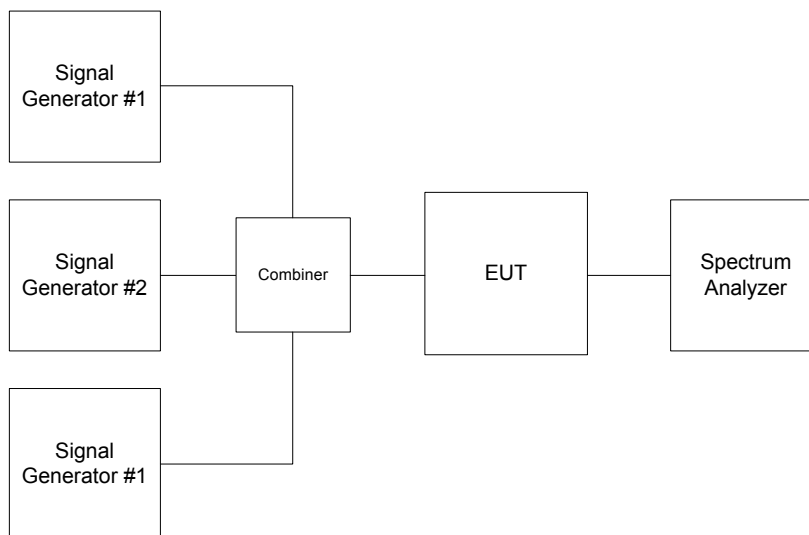 Signal
Generator #1
Signal
Generator #2
Combiner
EUT
Spectrum
Analyzer
Signal
Generator #1